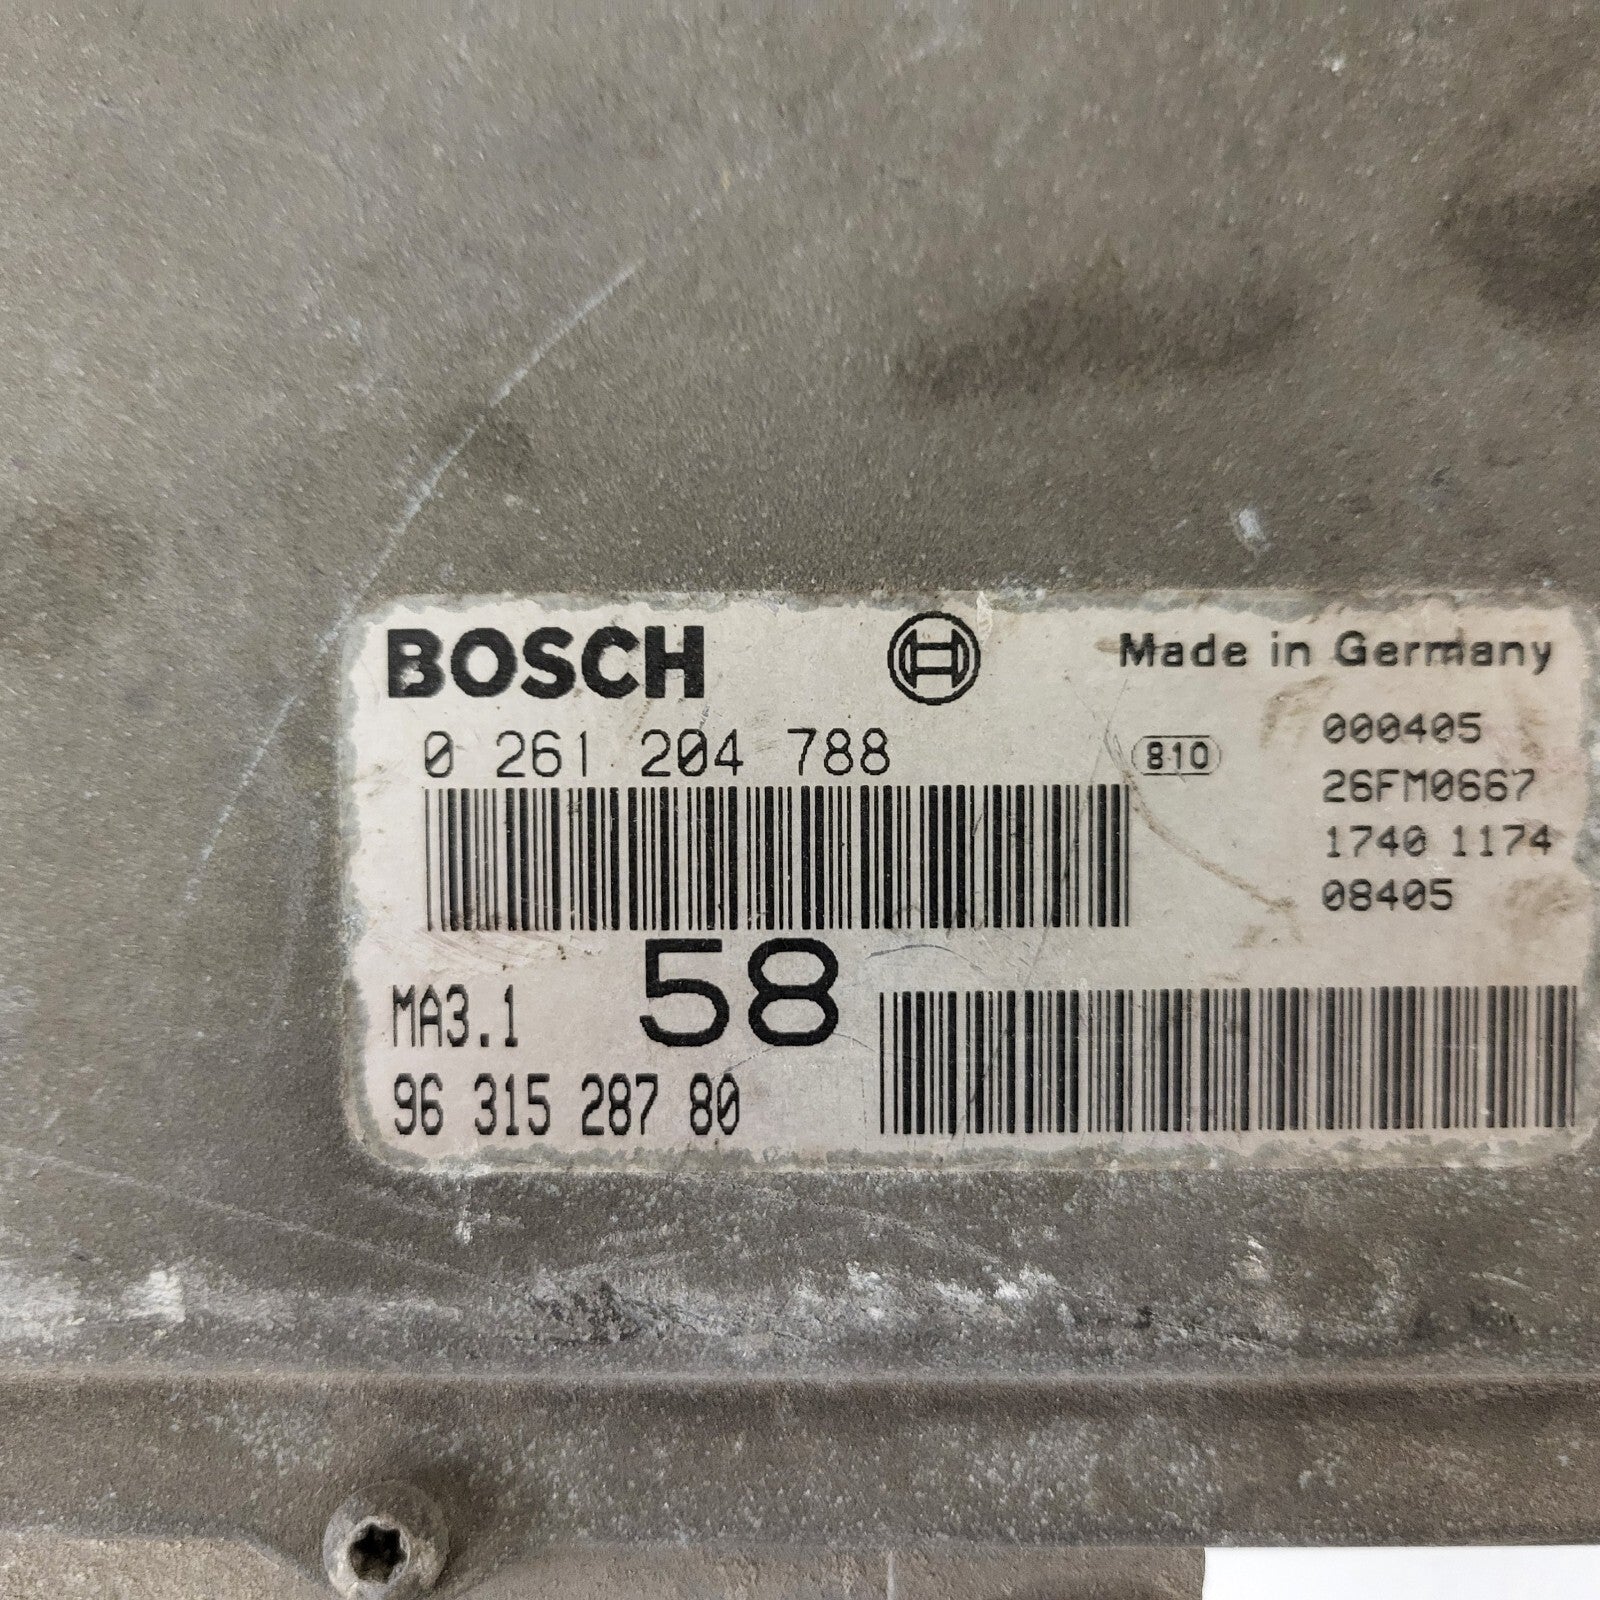 BOSCH Made in Germany
0 261 204 788 810 000405
26FM0667
1740 1174
08405
MA3.1 58
96 315 287 80